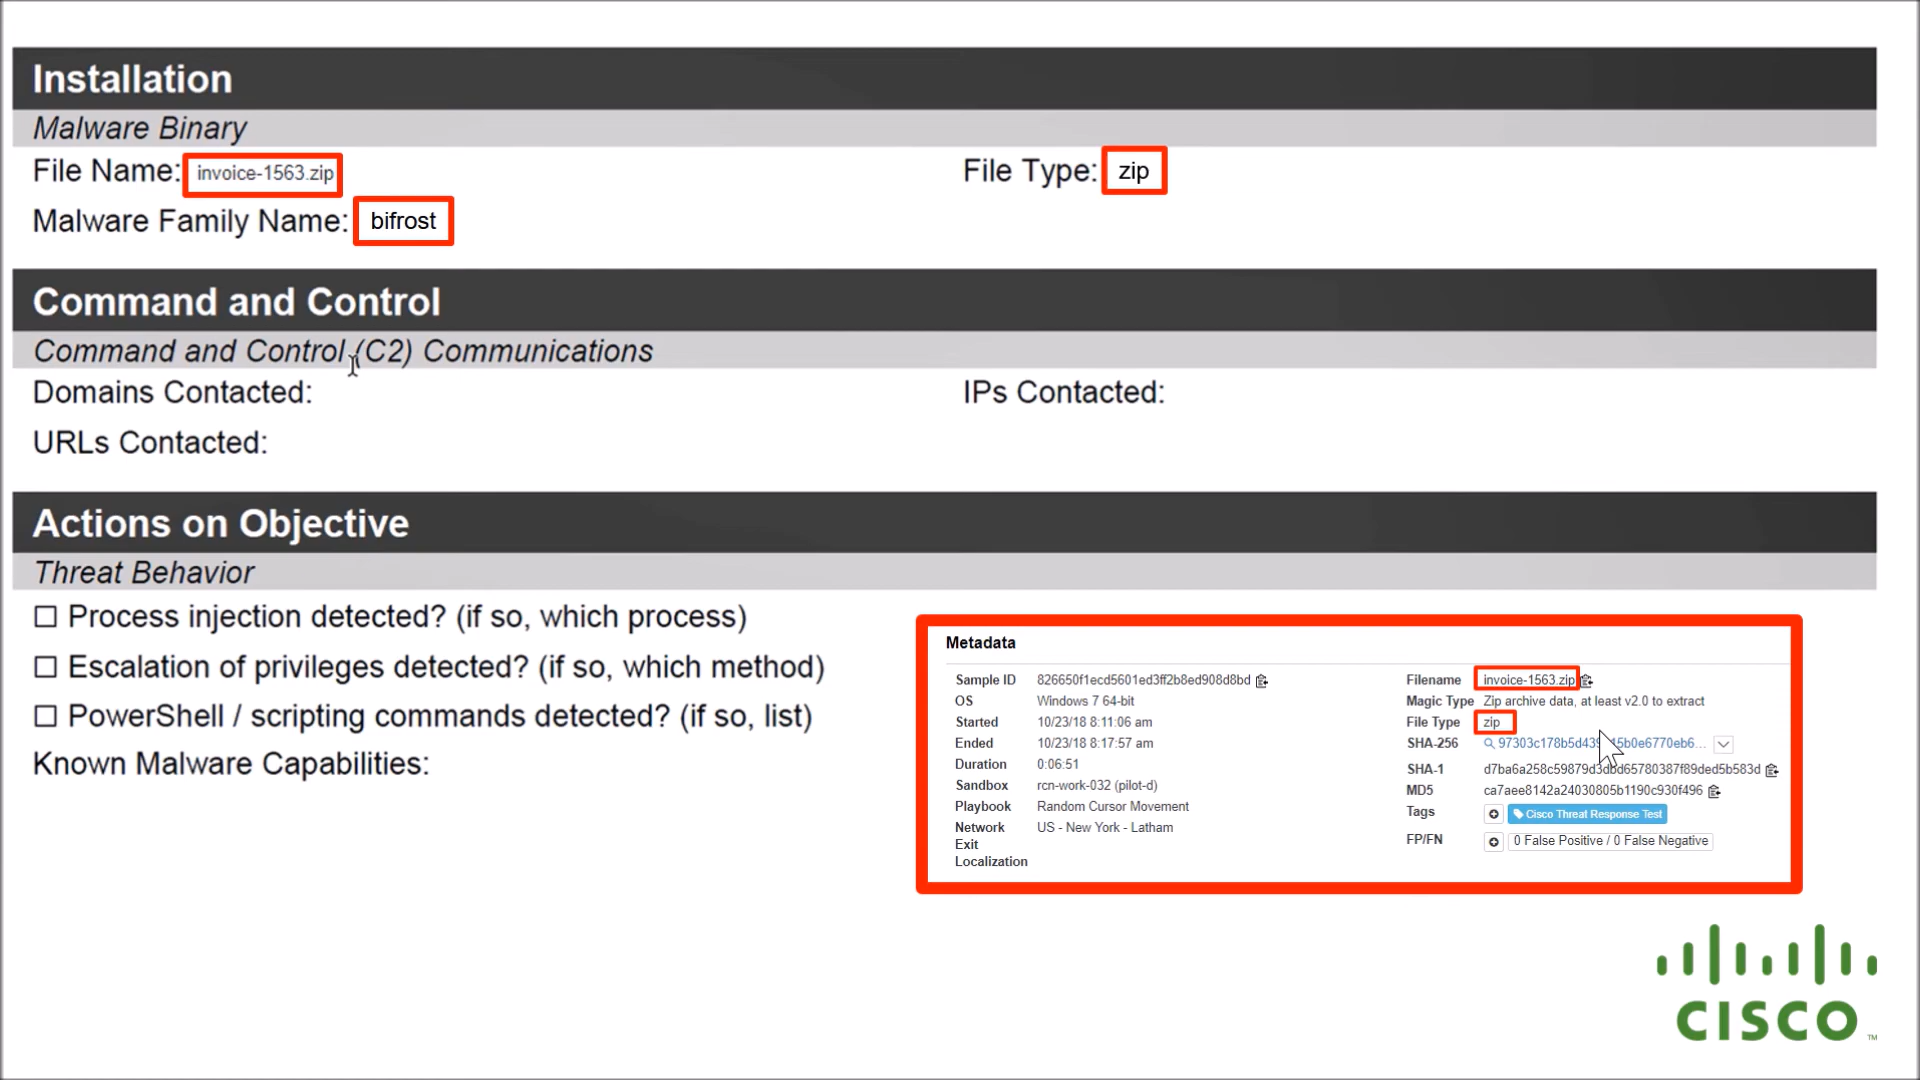 Installation
Malware Binary
File Name: invoice-1563.zip
File Type: zip
Malware Family Name: bifrost
Command and Control
Command and Control (C2) Communications
Domains Contacted:
IPs Contacted:
URLs Contacted:
Actions on Objective
Threat Behavior
Process injection detected? (if so, which process)
Escalation of privileges detected? (if so, which method)
PowerShell / scripting commands detected? (if so, list)
Known Malware Capabilities:
Metadata
Sample ID 826650f1ecd5601ed3ff2b8ed908d8bd
OS Windows 7 64-bit
Started 10/23/18 8:11:06 am
Ended 10/23/18 8:17:57 am
Duration 0:06:51
Sandbox rcn-work-032 (pilot-d)
Playbook Random Cursor Movement
Network US - New York - Latham
Exit
Localization
Filename invoice-1563.zip
Magic Type Zip archive data, at least v2.0 to extract
File Type zip
SHA-256
SHA-1 d7ba6a258c59879d3dbd65780387f89ded5b583d
MD5 ca7aee8142a24030805b1190c930f496
Tags Cisco Threat Response Test
FP/FN 0 False Positive / 0 False Negative
CISCO™